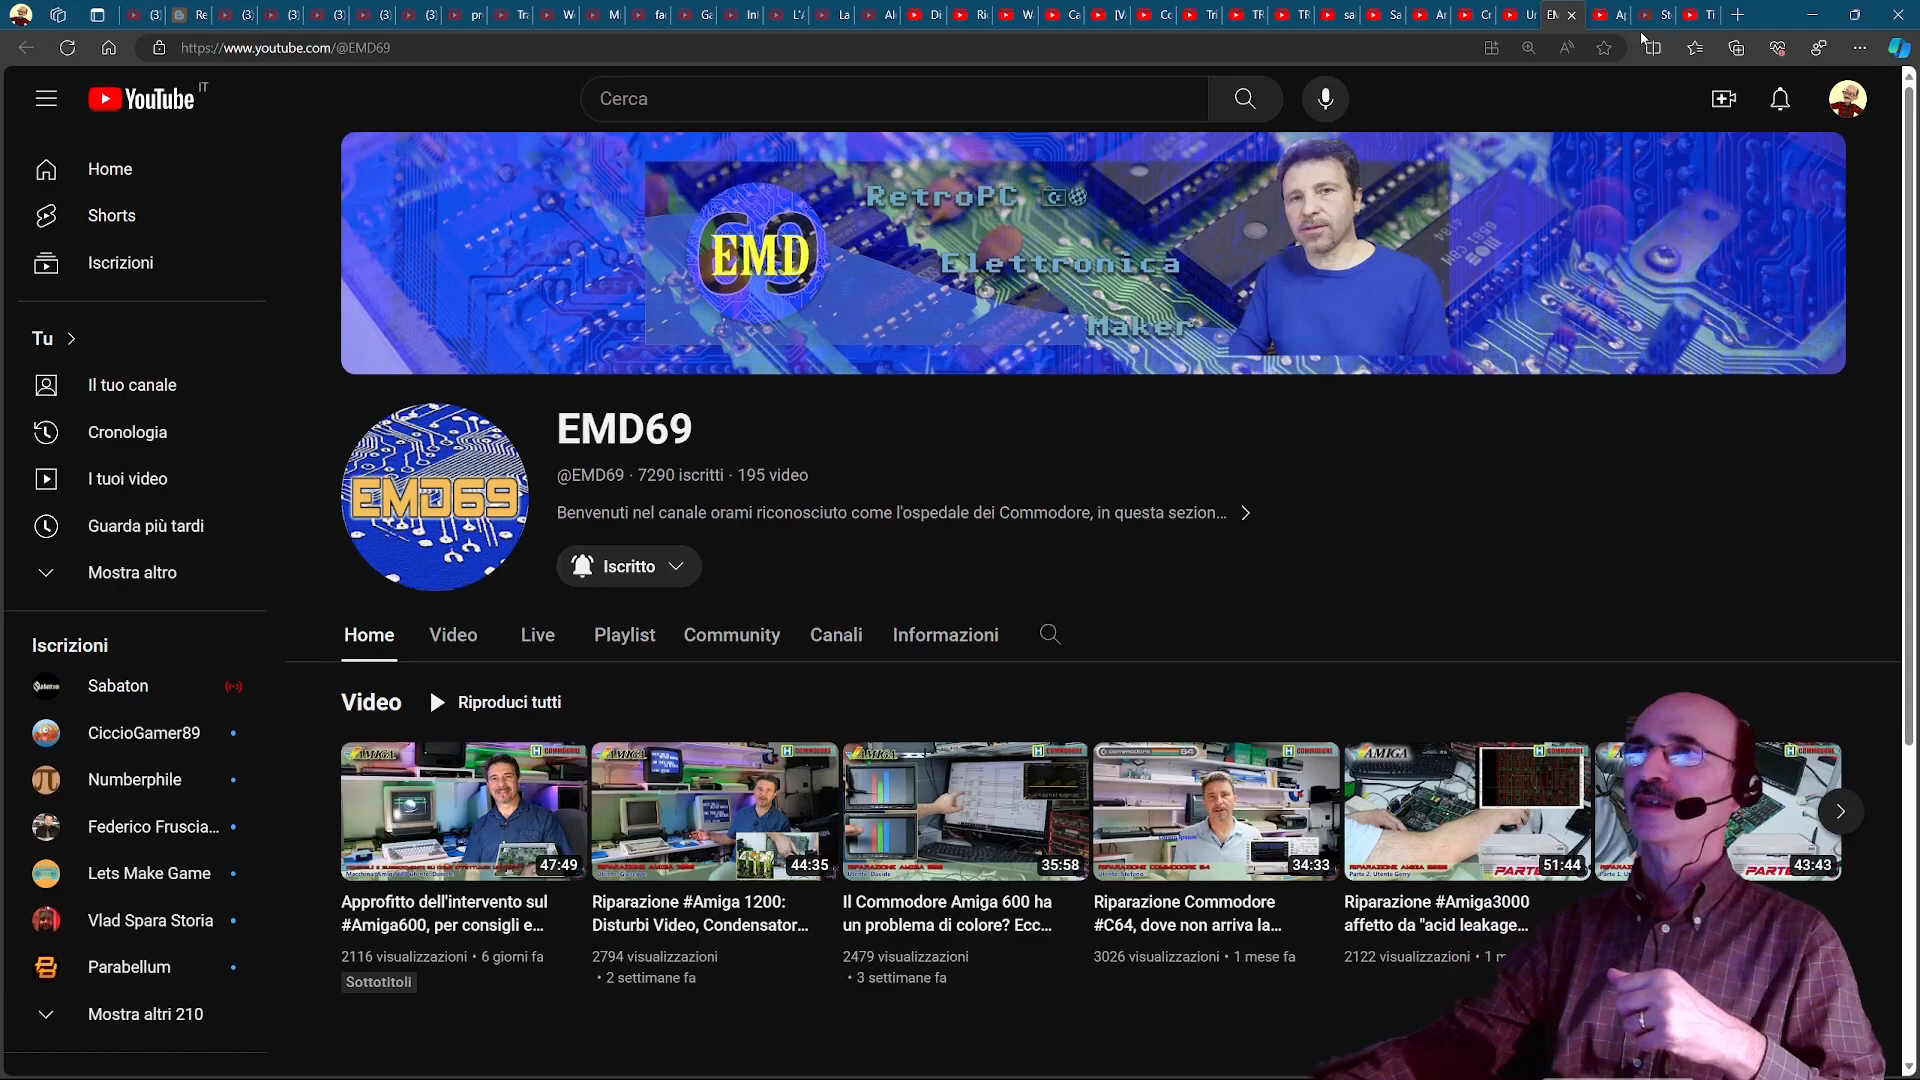 https://www.youtube.com/@EMD69
YouTube IT
Cerca
Home
Shorts
Iscrizioni
Tu
Il tuo canale
Cronologia
I tuoi video
Guarda più tardi
Mostra altro
Iscrizioni
Sabaton
CiccioGamer89
Numberphile
Federico Fruscia...
Lets Make Game
Vlad Spara Storia
Parabellum
Mostra altri 210
RetroPC
EMD
69
Elettronica
Maker
EMD69
EMD69
@EMD69 · 7290 iscritti · 195 video
Benvenuti nel canale orami riconosciuto come l'ospedale dei Commodore, in questa sezion...
Iscritto
Home Video Live Playlist Community Canali Informazioni
Video Riproduci tutti
47:49
44:35
35:58
34:33
51:44
43:43
Approfitto dell'intervento sul
#Amiga600, per consigli e...
2116 visualizzazioni • 6 giorni fa
Sottotitoli
Riparazione #Amiga 1200:
Disturbi Video, Condensator...
2794 visualizzazioni
• 2 settimane fa
Il Commodore Amiga 600 ha
un problema di colore? Ecc...
2479 visualizzazioni
• 3 settimane fa
Riparazione Commodore
#C64, dove non arriva la...
3026 visualizzazioni • 1 mese fa
Riparazione #Amiga3000
affetto da "acid leakage...
2122 visualizzazioni • 1 m